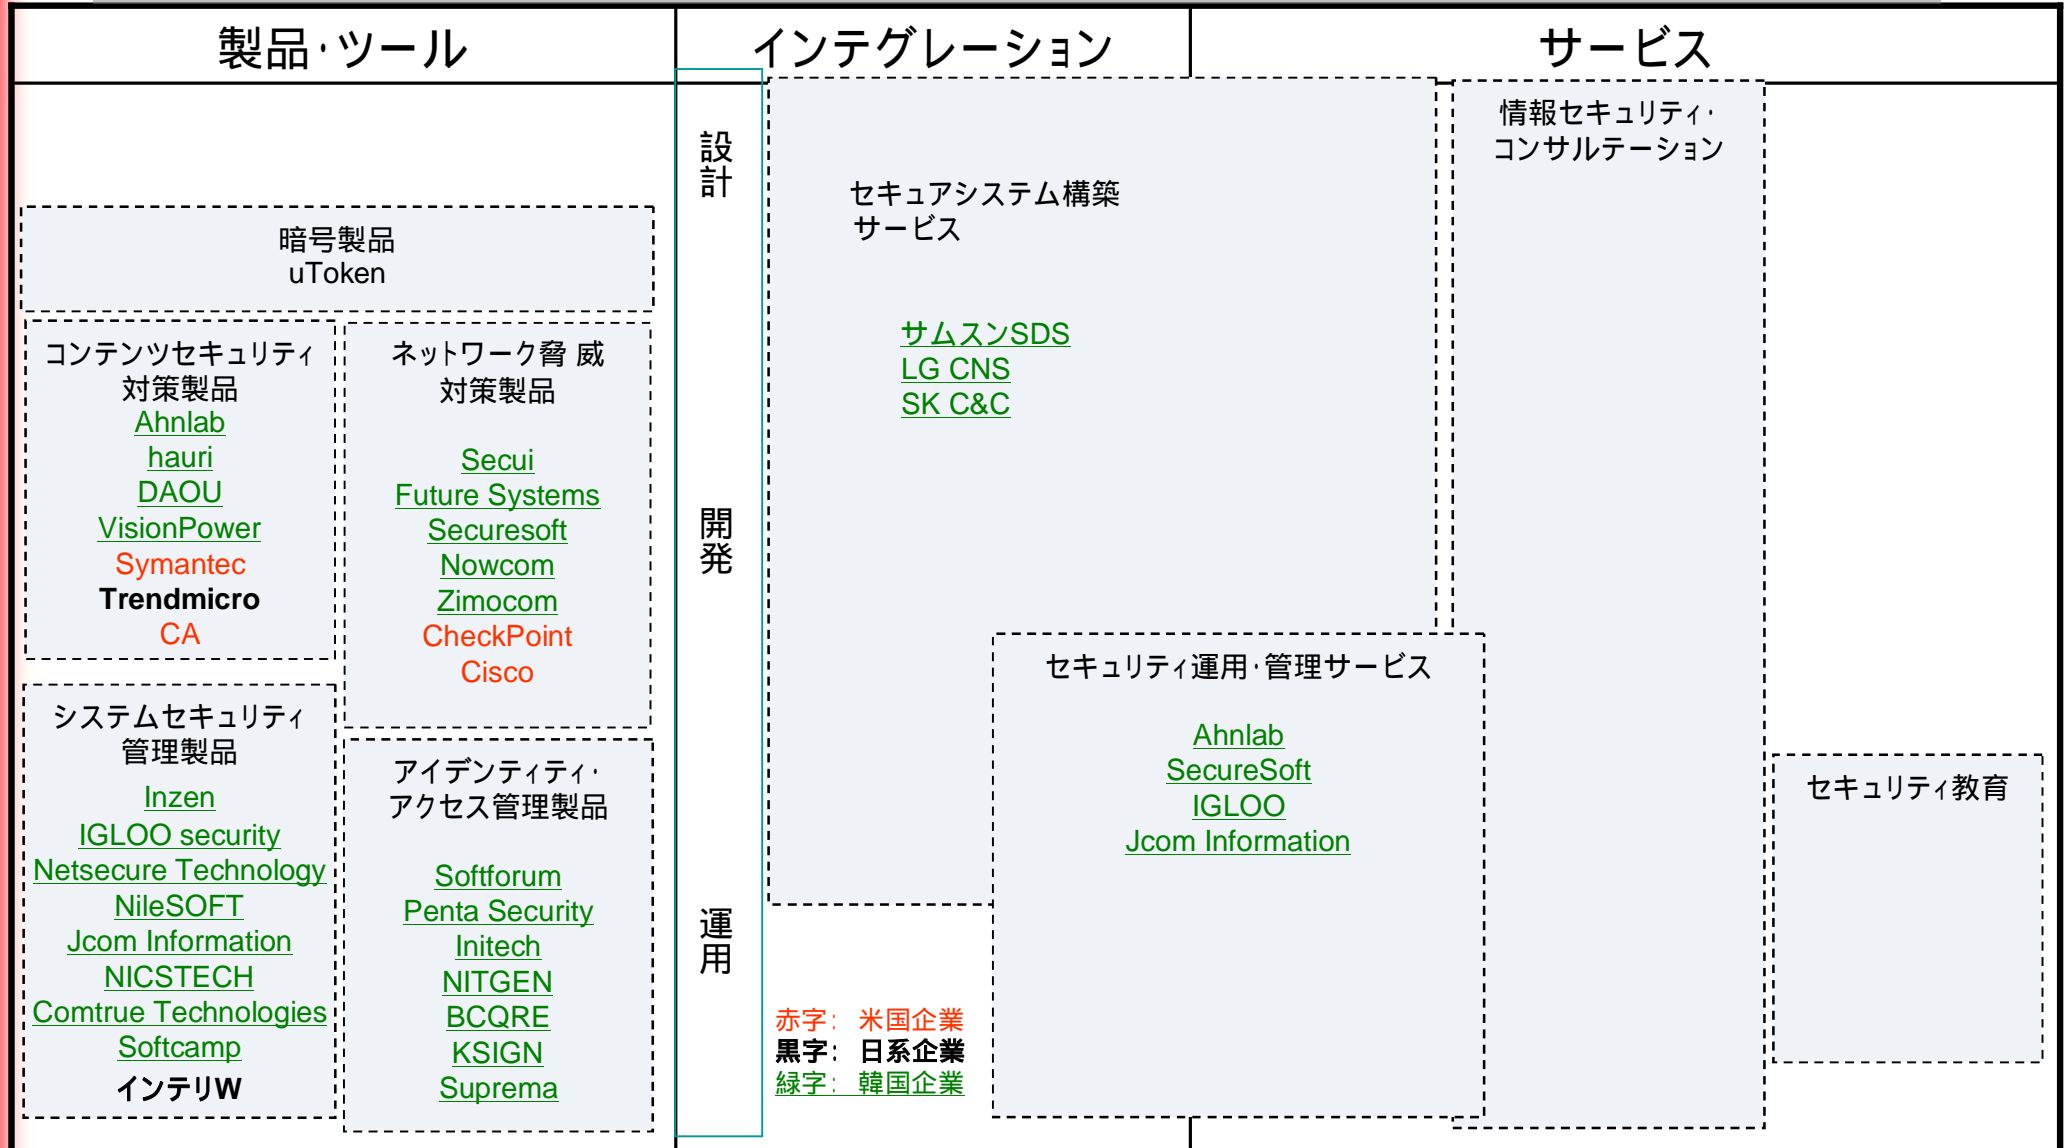 製品・ツール
インテグレーション
サービス
暗号製品
uToken
コンテンツセキュリティ
対策製品
Ahnlab
hauri
DAOU
VisionPower
Symantec
Trendmicro
CA
ネットワーク脅 威
対策製品
Secui
Future Systems
Securesoft
Nowcom
Zimocom
CheckPoint
Cisco
システムセキュリティ
管理製品
Inzen
IGLOO security
Netsecure Technology
NileSOFT
Jcom Information
NICSTECH
Comtrue Technologies
Softcamp
インテリW
アイデンティティ・
アクセス管理製品
Softforum
Penta Security
Initech
NITGEN
BCQRE
KSIGN
Suprema
設計
開発
運用
セキュアシステム構築
サービス
サムスンSDS
LG CNS
SK C&C
情報セキュリティ・
コンサルテーション
セキュリティ運用・管理サービス
Ahnlab
SecureSoft
IGLOO
Jcom Information
セキュリティ教育
赤字: 米国企業
黒字: 日系企業
緑字: 韓国企業